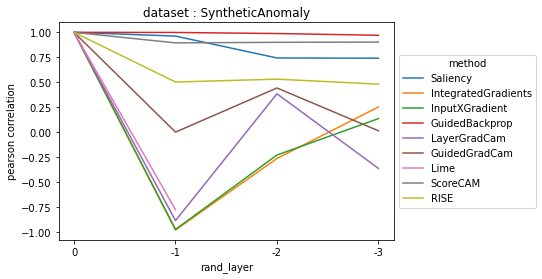 dataset : SyntheticAnomaly
1.00
0.75
0.50
0.25
0.00
−0.25
−0.50
−0.75
−1.00
pearson correlation
0 -1 -2 -3
rand_layer
method
Saliency
IntegratedGradients
InputXGradient
GuidedBackprop
LayerGradCam
GuidedGradCam
Lime
ScoreCAM
RISE